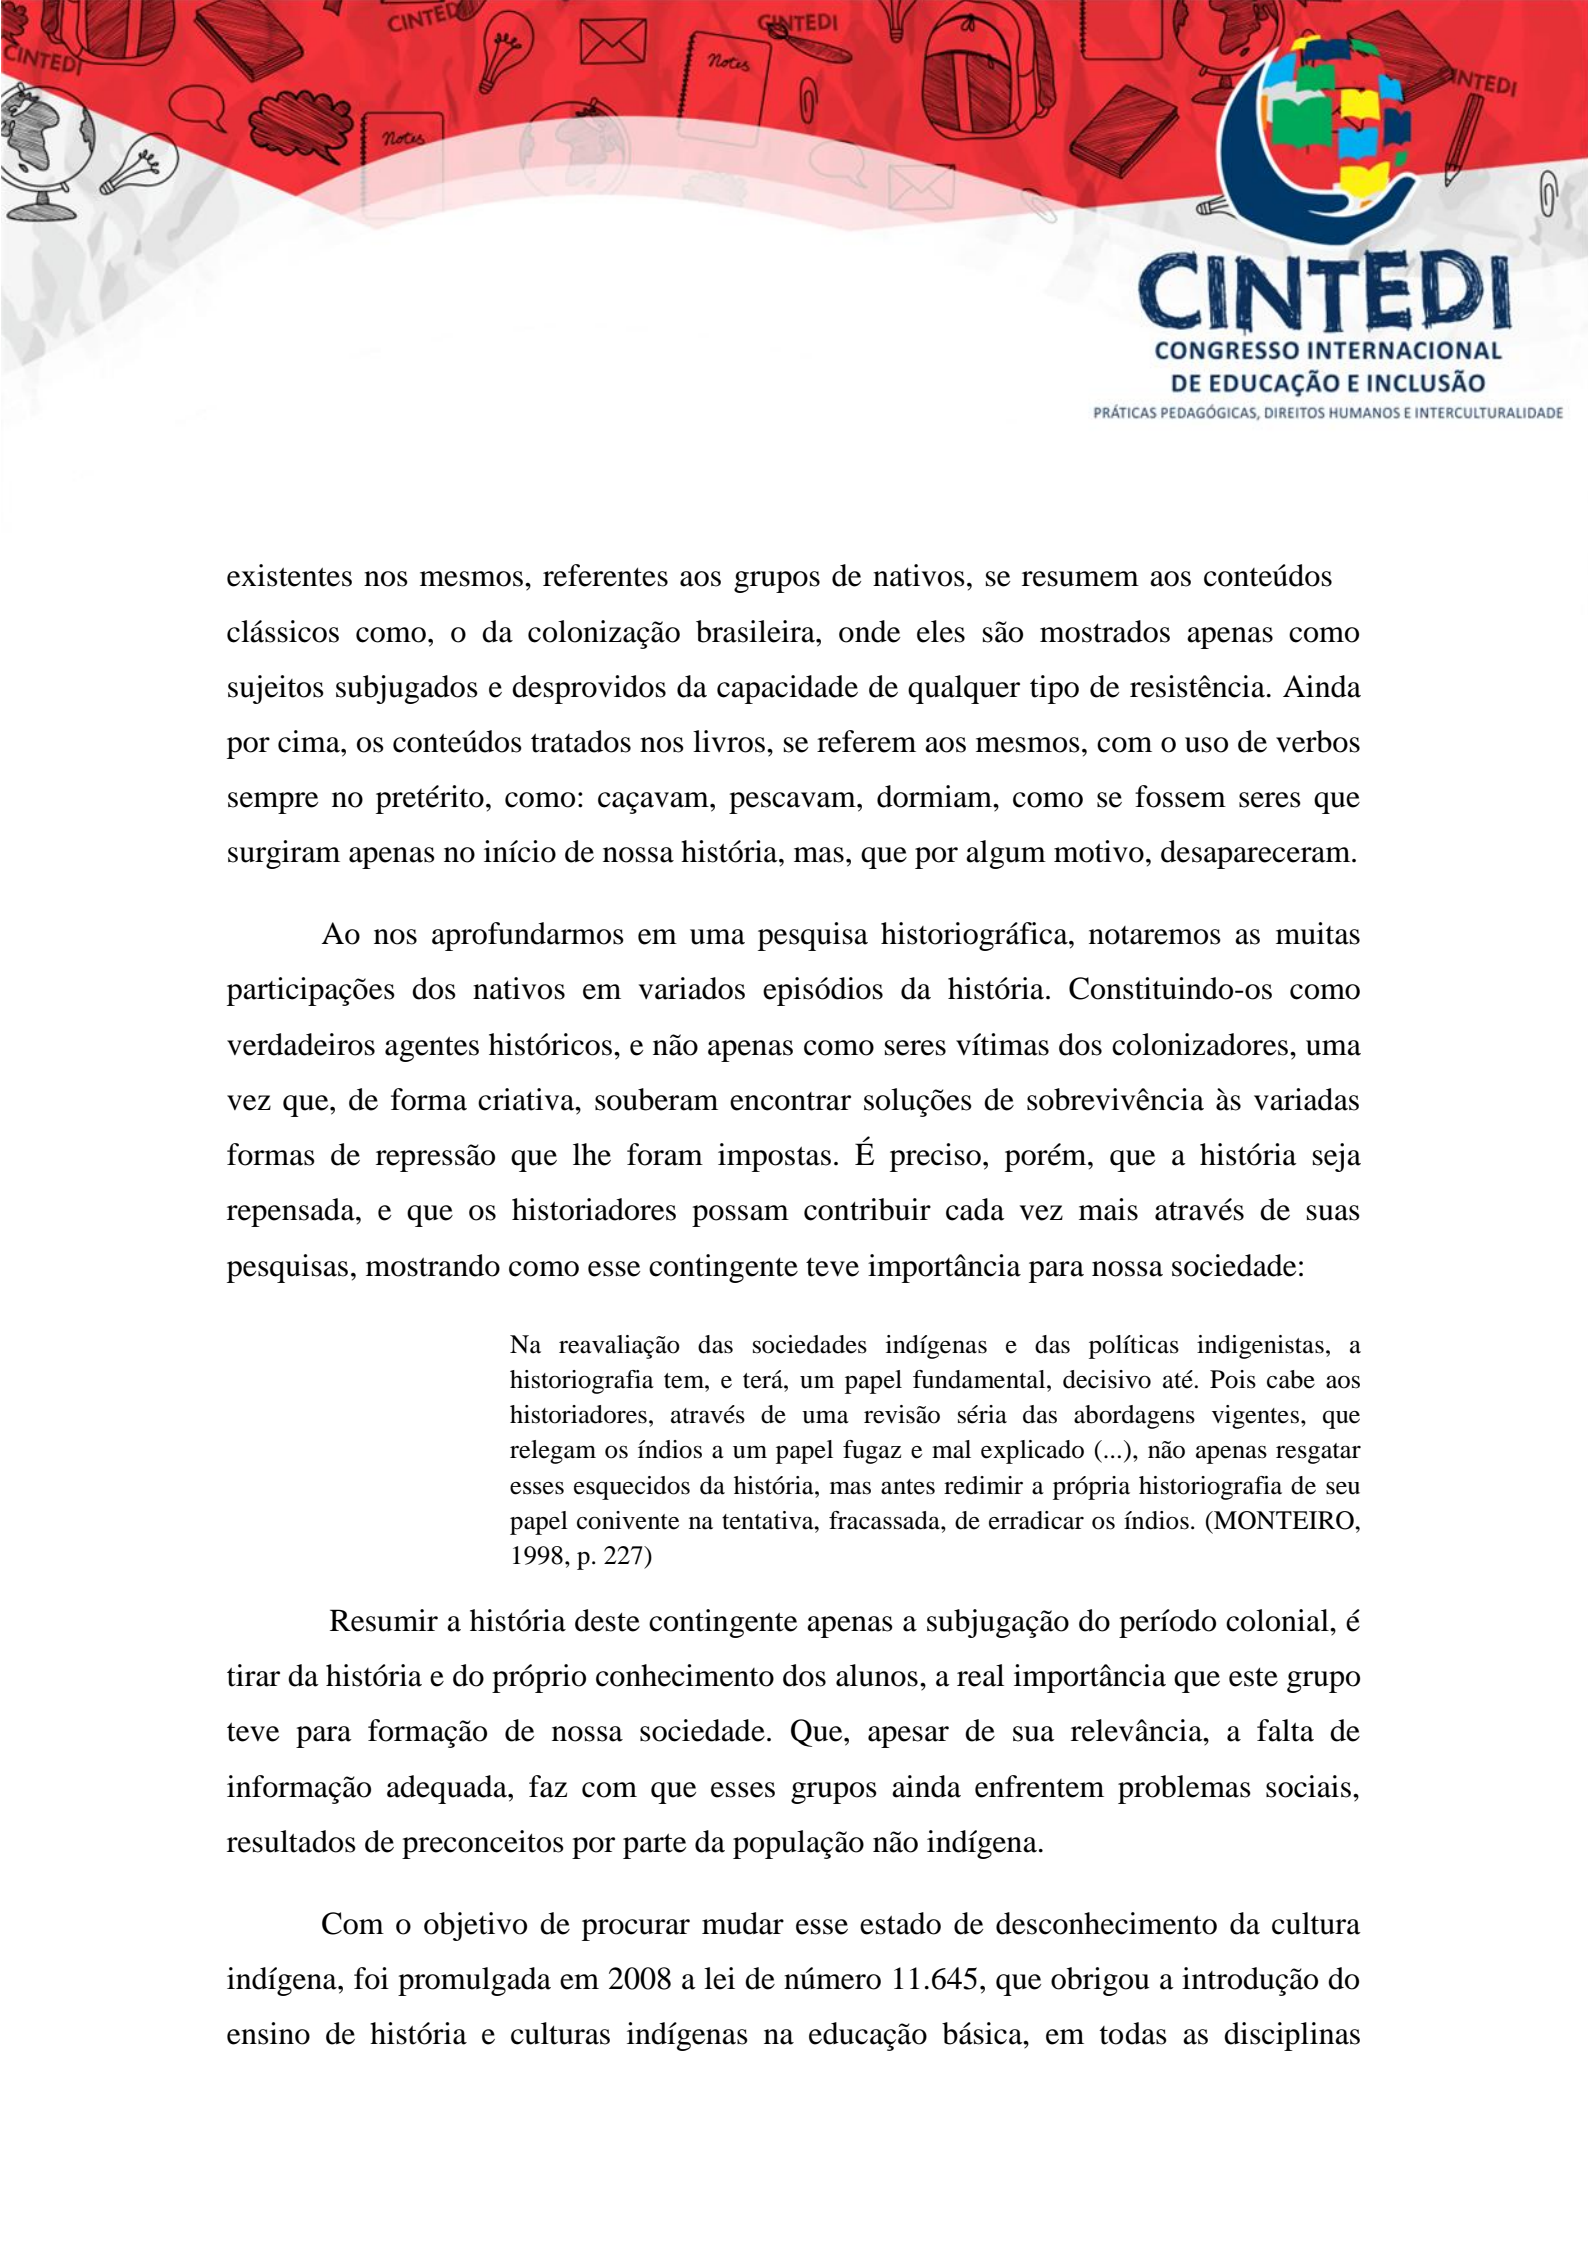 CINTEDI
CINTEDI
CINTEDI
CINTEDI
Notes
Notes
CINTEDI
CONGRESSO INTERNACIONAL
DE EDUCAÇÃO E INCLUSÃO
PRÁTICAS PEDAGÓGICAS, DIREITOS HUMANOS E INTERCULTURALIDADE
existentes nos mesmos, referentes aos grupos de nativos, se resumem aos conteúdos
clássicos como, o da colonização brasileira, onde eles são mostrados apenas como
sujeitos subjugados e desprovidos da capacidade de qualquer tipo de resistência. Ainda
por cima, os conteúdos tratados nos livros, se referem aos mesmos, com o uso de verbos
sempre no pretérito, como: caçavam, pescavam, dormiam, como se fossem seres que
surgiram apenas no início de nossa história, mas, que por algum motivo, desapareceram.
Ao nos aprofundarmos em uma pesquisa historiográfica, notaremos as muitas
participações dos nativos em variados episódios da história. Constituindo-os como
verdadeiros agentes históricos, e não apenas como seres vítimas dos colonizadores, uma
vez que, de forma criativa, souberam encontrar soluções de sobrevivência às variadas
formas de repressão que lhe foram impostas. É preciso, porém, que a história seja
repensada, e que os historiadores possam contribuir cada vez mais através de suas
pesquisas, mostrando como esse contingente teve importância para nossa sociedade:
Na reavaliação das sociedades indígenas e das políticas indigenistas, a
historiografia tem, e terá, um papel fundamental, decisivo até. Pois cabe aos
historiadores, através de uma revisão séria das abordagens vigentes, que
relegam os índios a um papel fugaz e mal explicado (...), não apenas resgatar
esses esquecidos da história, mas antes redimir a própria historiografia de seu
papel conivente na tentativa, fracassada, de erradicar os índios. (MONTEIRO,
1998, p. 227)
Resumir a história deste contingente apenas a subjugação do período colonial, é
tirar da história e do próprio conhecimento dos alunos, a real importância que este grupo
teve para formação de nossa sociedade. Que, apesar de sua relevância, a falta de
informação adequada, faz com que esses grupos ainda enfrentem problemas sociais,
resultados de preconceitos por parte da população não indígena.
Com o objetivo de procurar mudar esse estado de desconhecimento da cultura
indígena, foi promulgada em 2008 a lei de número 11.645, que obrigou a introdução do
ensino de história e culturas indígenas na educação básica, em todas as disciplinas